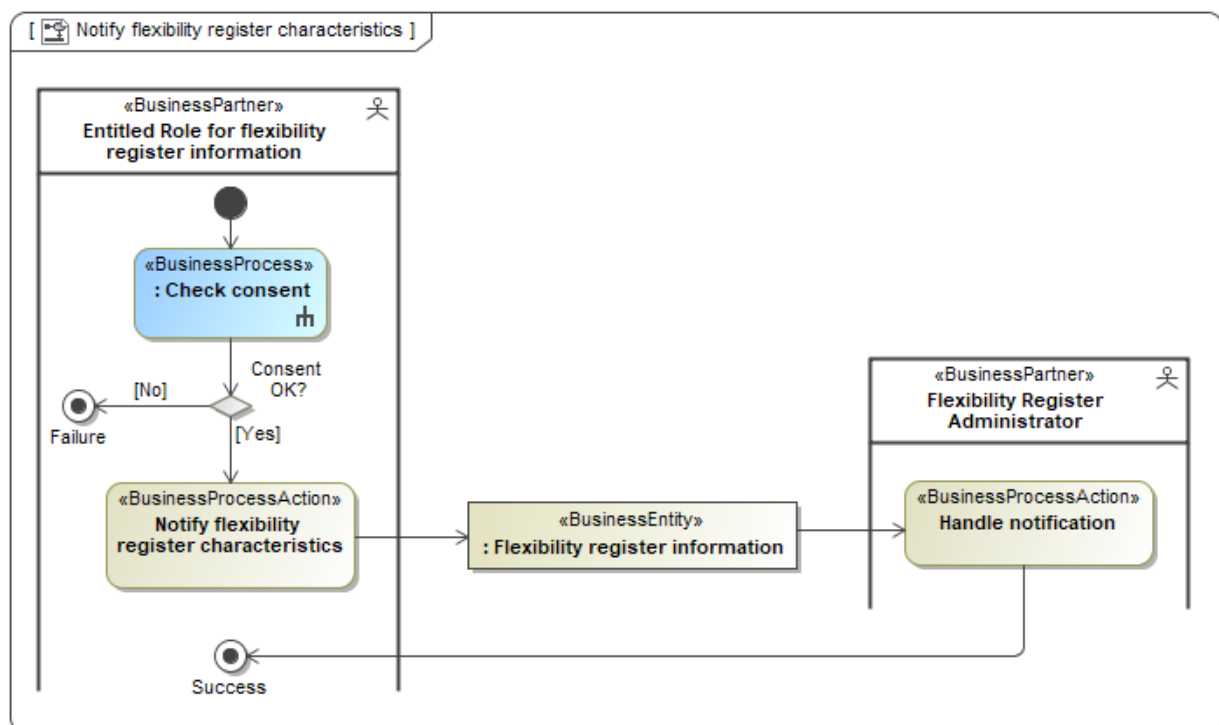 [ Notify flexibility register characteristics ]
«BusinessPartner»
Entitled Role for flexibility
register information
«BusinessProcess»
: Check consent
Consent
OK?
[No]
Failure
[Yes]
«BusinessProcessAction»
Notify flexibility
register characteristics
«BusinessEntity»
: Flexibility register information
«BusinessPartner»
Flexibility Register
Administrator
«BusinessProcessAction»
Handle notification
Success